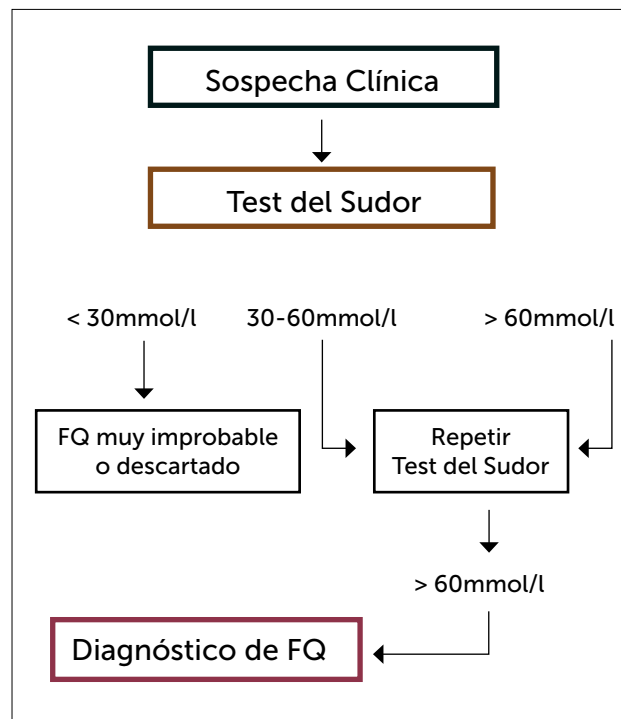 Sospecha Clínica
Test del Sudor
< 30mmol/l
30-60mmol/l
> 60mmol/l
FQ muy improbable
o descartado
Repetir
Test del Sudor
> 60mmol/l
Diagnóstico de FQ